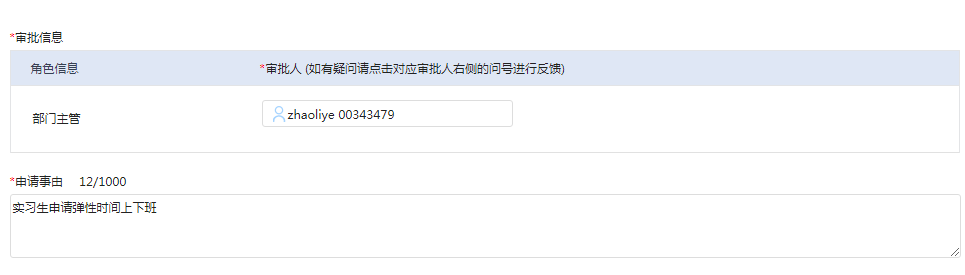 *审批信息
角色信息 *审批人 (如有疑问请点击对应审批人右侧的问号进行反馈)
部门主管 zhaoliye 00343479
*申请事由 12/1000
实习生申请弹性时间上下班